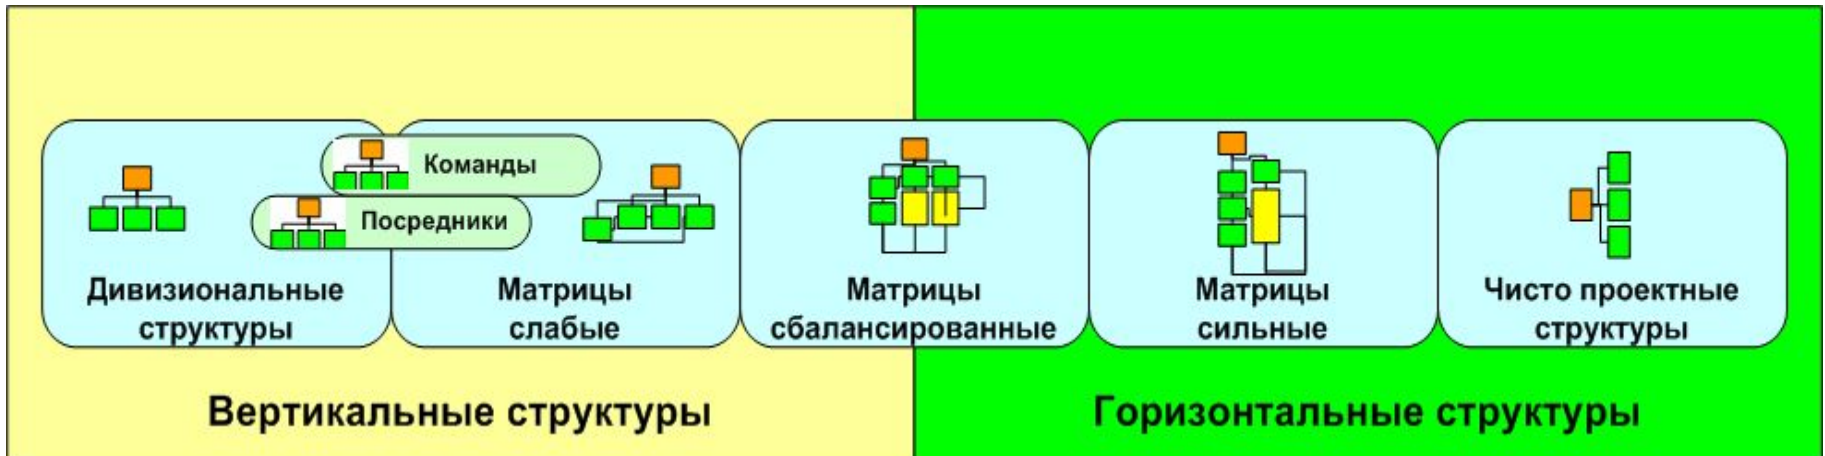 Команды
Посредники
Дивизиональные
структуры
Матрицы
слабые
Матрицы
сбалансированные
Матрицы
сильные
Чисто проектные
структуры
Вертикальные структуры
Горизонтальные структуры